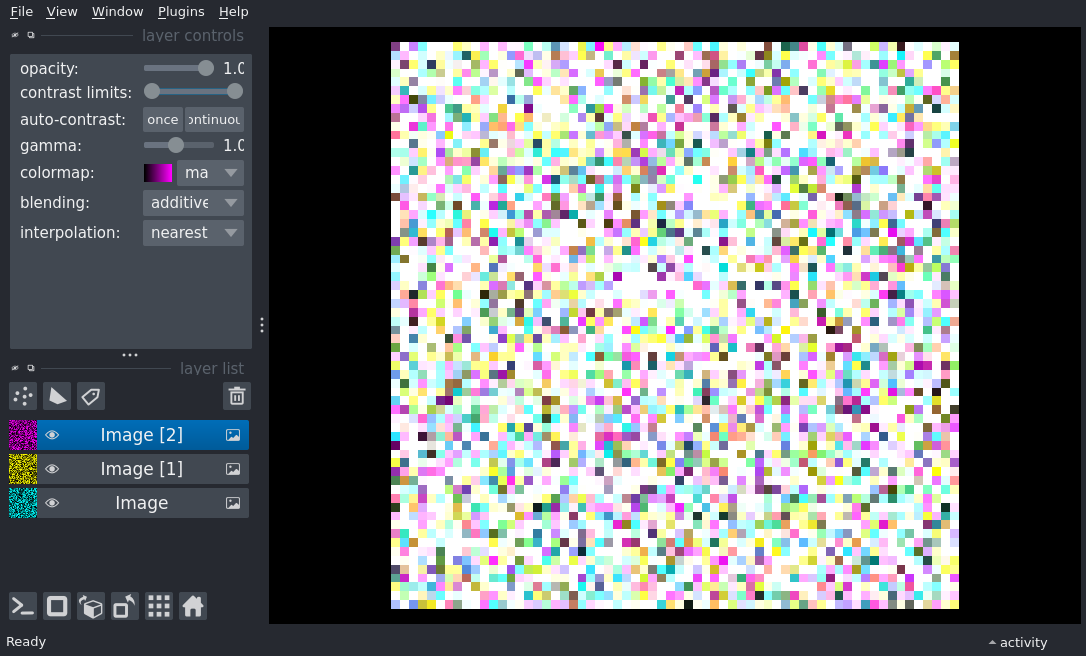 File View Window Plugins Help
layer controls
opacity: 1.0
contrast limits:
auto-contrast: once ontinuou
gamma: 1.0
colormap: ma
blending: additive
interpolation: nearest
layer list
Image [2]
Image [1]
Image
Ready activity